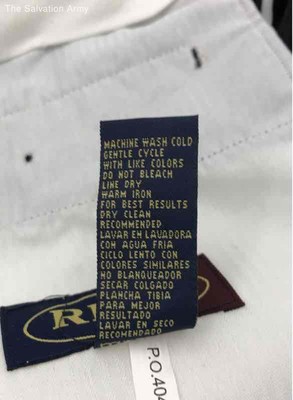 The Salvation Army
MACHINE WASH COLD
GENTLE CYCLE
WITH LIKE COLORS
DO NOT BLEACH
LINE DRY
WARM IRON
FOR BEST RESULTS
DRY CLEAN
RECOMMENDED
LAVAR EN LAVADORA
CON AGUA FRIA
CICLO LENTO CON
COLORES SIMILARES
NO BLANQUEADOR
SECAR COLGADO
PLANCHA TIBIA
PARA MEJOR
RESULTADO
LAVAR EN SECO
RECOMENDADO
P.O.404